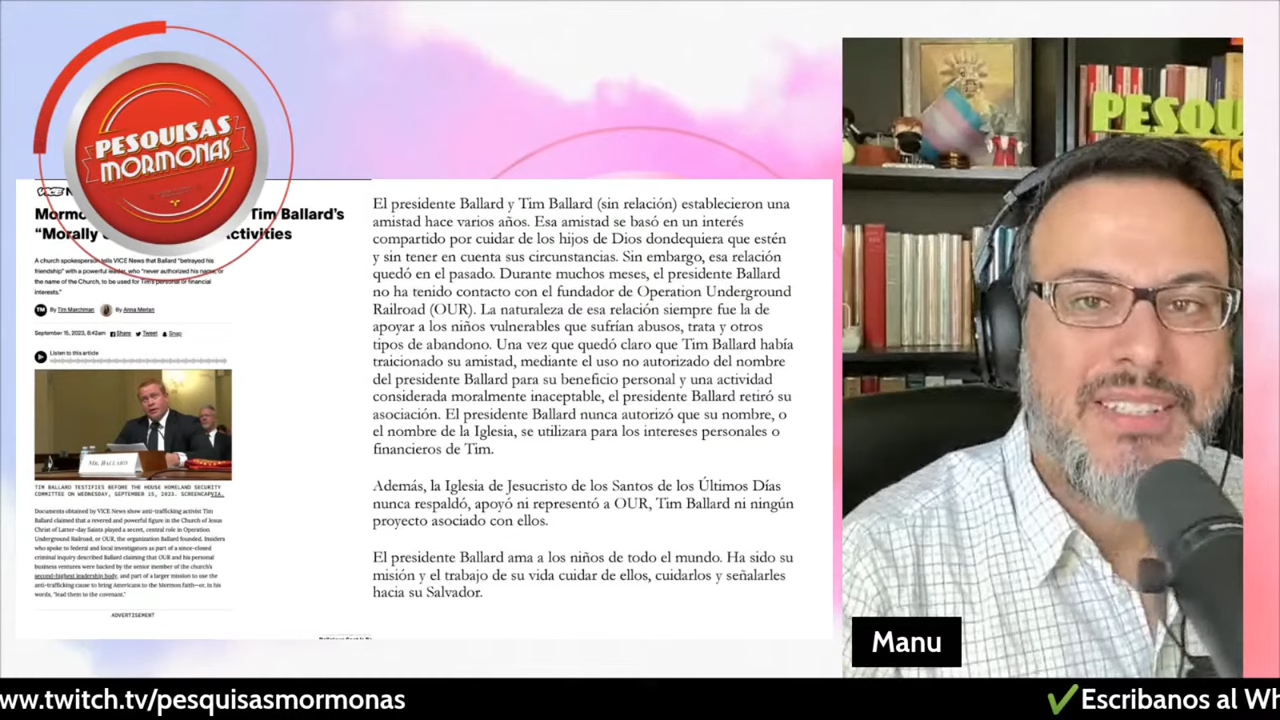 PESQUISAS
MORMONAS
VICE N
Mormo
Tim Ballard's
"Morally
ctivities
A church spokesperson tells VICE News that Ballard "betrayed his
friendship" with a powerful leader, who "never authorized his name, or
the name of the Church, to be used for Tim's personal or financial
interests."
TM By Tim Marchman By Anna Merlan
September 15, 2023, 6:42am Share Tweet Snap
Listen to this article
MR. BALLARD
TIM BALLARD TESTIFIES BEFORE THE HOUSE HOMELAND SECURITY
COMMITTEE ON WEDNESDAY, SEPTEMBER 15, 2023. SCREENCAP VIA.
Documents obtained by VICE News show anti-trafficking activist Tim
Ballard claimed that a revered and powerful figure in the Church of Jesus
Christ of Latter-day Saints played a secret, central role in Operation
Underground Railroad, or OUR, the organization Ballard founded. Insiders
who spoke to federal and local investigators as part of a since-closed
criminal inquiry described Ballard claiming that OUR and his personal
business ventures were backed by the senior member of the church's
second-highest leadership body, and part of a larger mission to use the
anti-trafficking cause to bring Americans to the Mormon faith—or, in his
words, "lead them to the covenant."
ADVERTISEMENT
El presidente Ballard y Tim Ballard (sin relación) establecieron una
amistad hace varios años. Esa amistad se basó en un interés
compartido por cuidar de los hijos de Dios dondequiera que estén
y sin tener en cuenta sus circunstancias. Sin embargo, esa relación
quedó en el pasado. Durante muchos meses, el presidente Ballard
no ha tenido contacto con el fundador de Operation Underground
Railroad (OUR). La naturaleza de esa relación siempre fue la de
apoyar a los niños vulnerables que sufrían abusos, trata y otros
tipos de abandono. Una vez que quedó claro que Tim Ballard había
traicionado su amistad, mediante el uso no autorizado del nombre
del presidente Ballard para su beneficio personal y una actividad
considerada moralmente inaceptable, el presidente Ballard retiró su
asociación. El presidente Ballard nunca autorizó que su nombre, o
el nombre de la Iglesia, se utilizara para los intereses personales o
financieros de Tim.
Además, la Iglesia de Jesucristo de los Santos de los Últimos Días
nunca respaldó, apoyó ni representó a OUR, Tim Ballard ni ningún
proyecto asociado con ellos.
El presidente Ballard ama a los niños de todo el mundo. Ha sido
su misión y el trabajo de su vida cuidar de ellos, cuidarlos y señalarles
hacia su Salvador.
PESQU
Manu
ww.twitch.tv/pesquisasmormonas
✔Escribanos al Wh